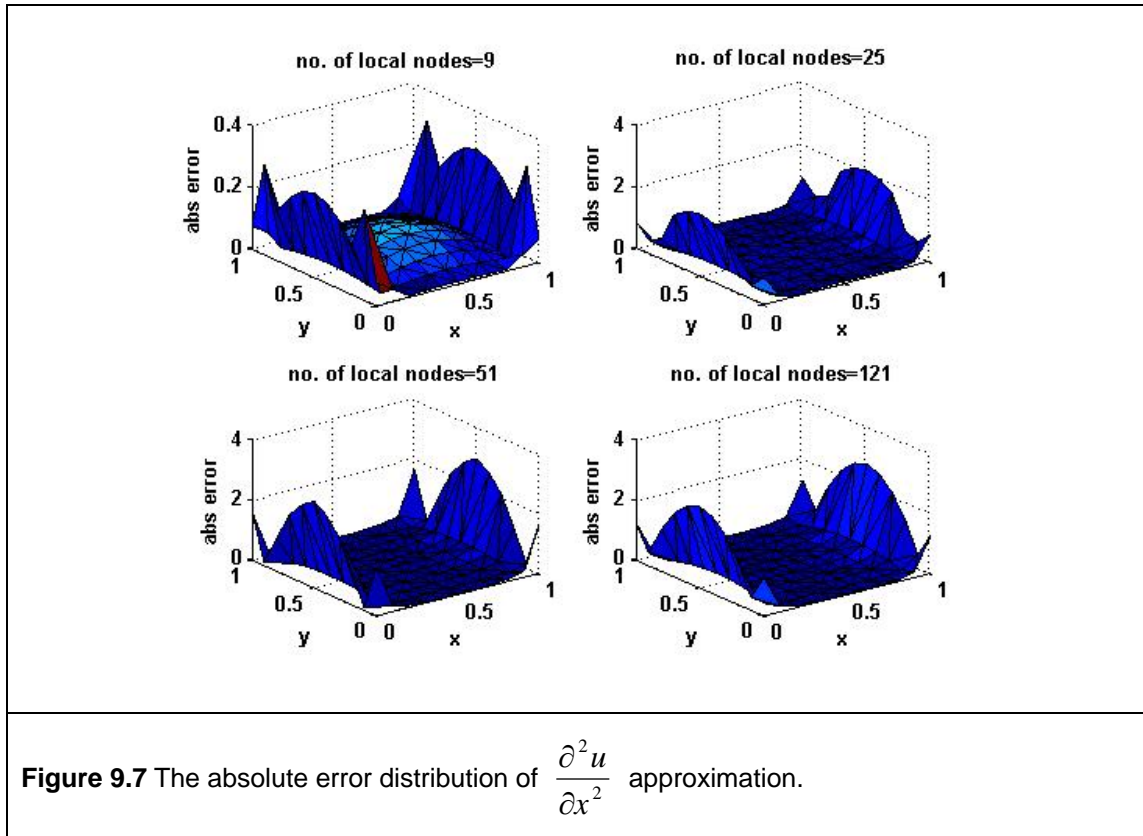 no. of local nodes=9
0.4
0.2
0
abs error
1
0.5
0
y
0
0.5
1
x
no. of local nodes=25
4
2
0
abs error
1
0.5
0
y
0
0.5
1
x
no. of local nodes=51
4
2
0
abs error
1
0.5
0
y
0
0.5
1
x
no. of local nodes=121
4
2
0
abs error
1
0.5
0
y
0
0.5
1
x
Figure 9.7 The absolute error distribution of ∂²u/∂x² approximation.